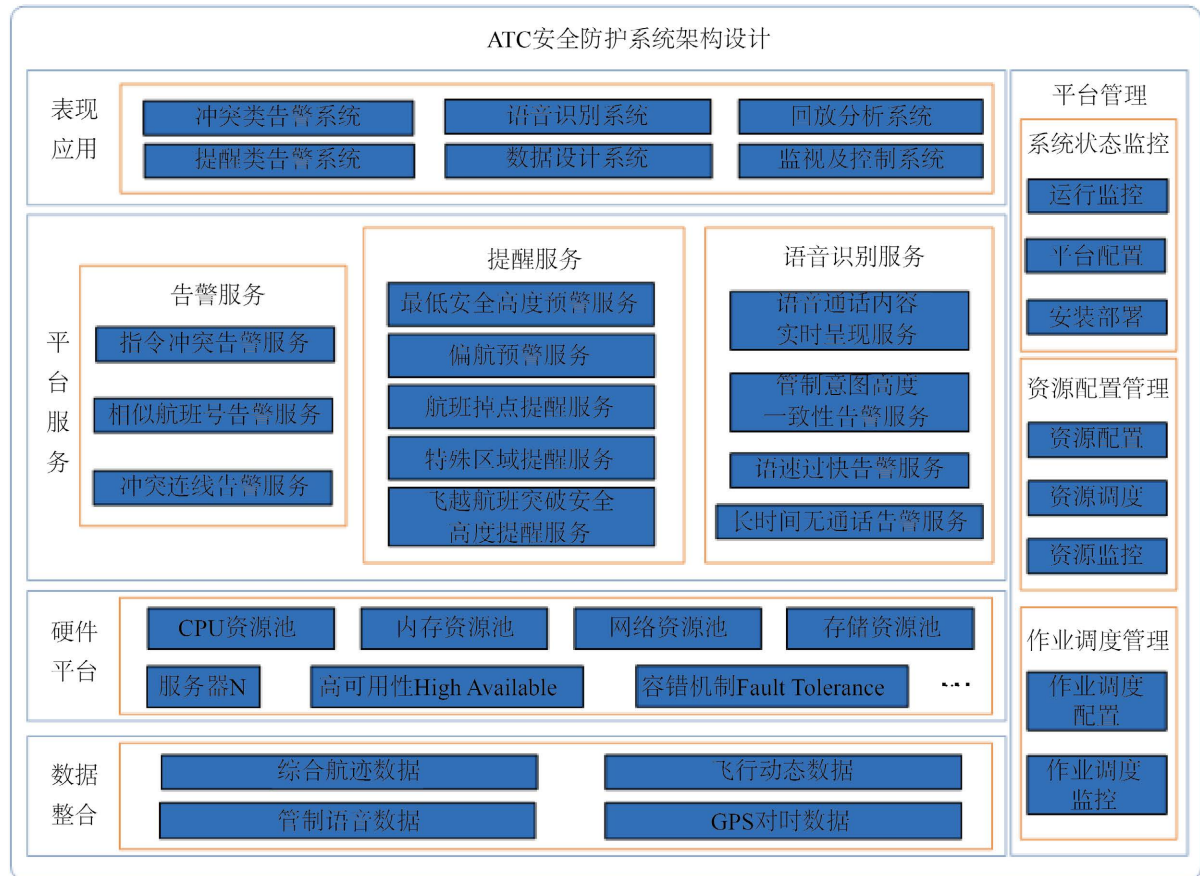 ATC安全防护系统架构设计
表现
应用
冲突类告警系统
语音识别系统
回放分析系统
提醒类告警系统
数据设计系统
监视及控制系统
平
台
服
务
告警服务
指令冲突告警服务
相似航班号告警服务
冲突连线告警服务
提醒服务
最低安全高度预警服务
偏航预警服务
航班掉点提醒服务
特殊区域提醒服务
飞越航班突破安全
高度提醒服务
语音识别服务
语音通话内容
实时呈现服务
管制意图高度
一致性告警服务
语速过快告警服务
长时间无通话告警服务
硬件
平台
CPU资源池
内存资源池
网络资源池
存储资源池
服务器N
高可用性High Available
容错机制Fault Tolerance
…
数据
整合
综合航迹数据
飞行动态数据
管制语音数据
GPS对时数据
平台管理
系统状态监控
运行监控
平台配置
安装部署
资源配置管理
资源配置
资源调度
资源监控
作业调度管理
作业调度
配置
作业调度
监控